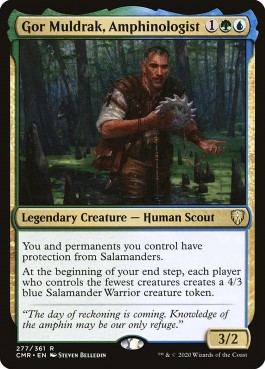 Gor Muldrak, Amphinologist 1
Legendary Creature — Human Scout
You and permanents you control have
protection from Salamanders.
At the beginning of your end step, each player
who controls the fewest creatures creates a 4/3
blue Salamander Warrior creature token.
"The day of reckoning is coming. Knowledge of
the amphin may be our only refuge."
3/2
277/361 R
CMR • EN Steven Belledin
™ & © 2020 Wizards of the Coast